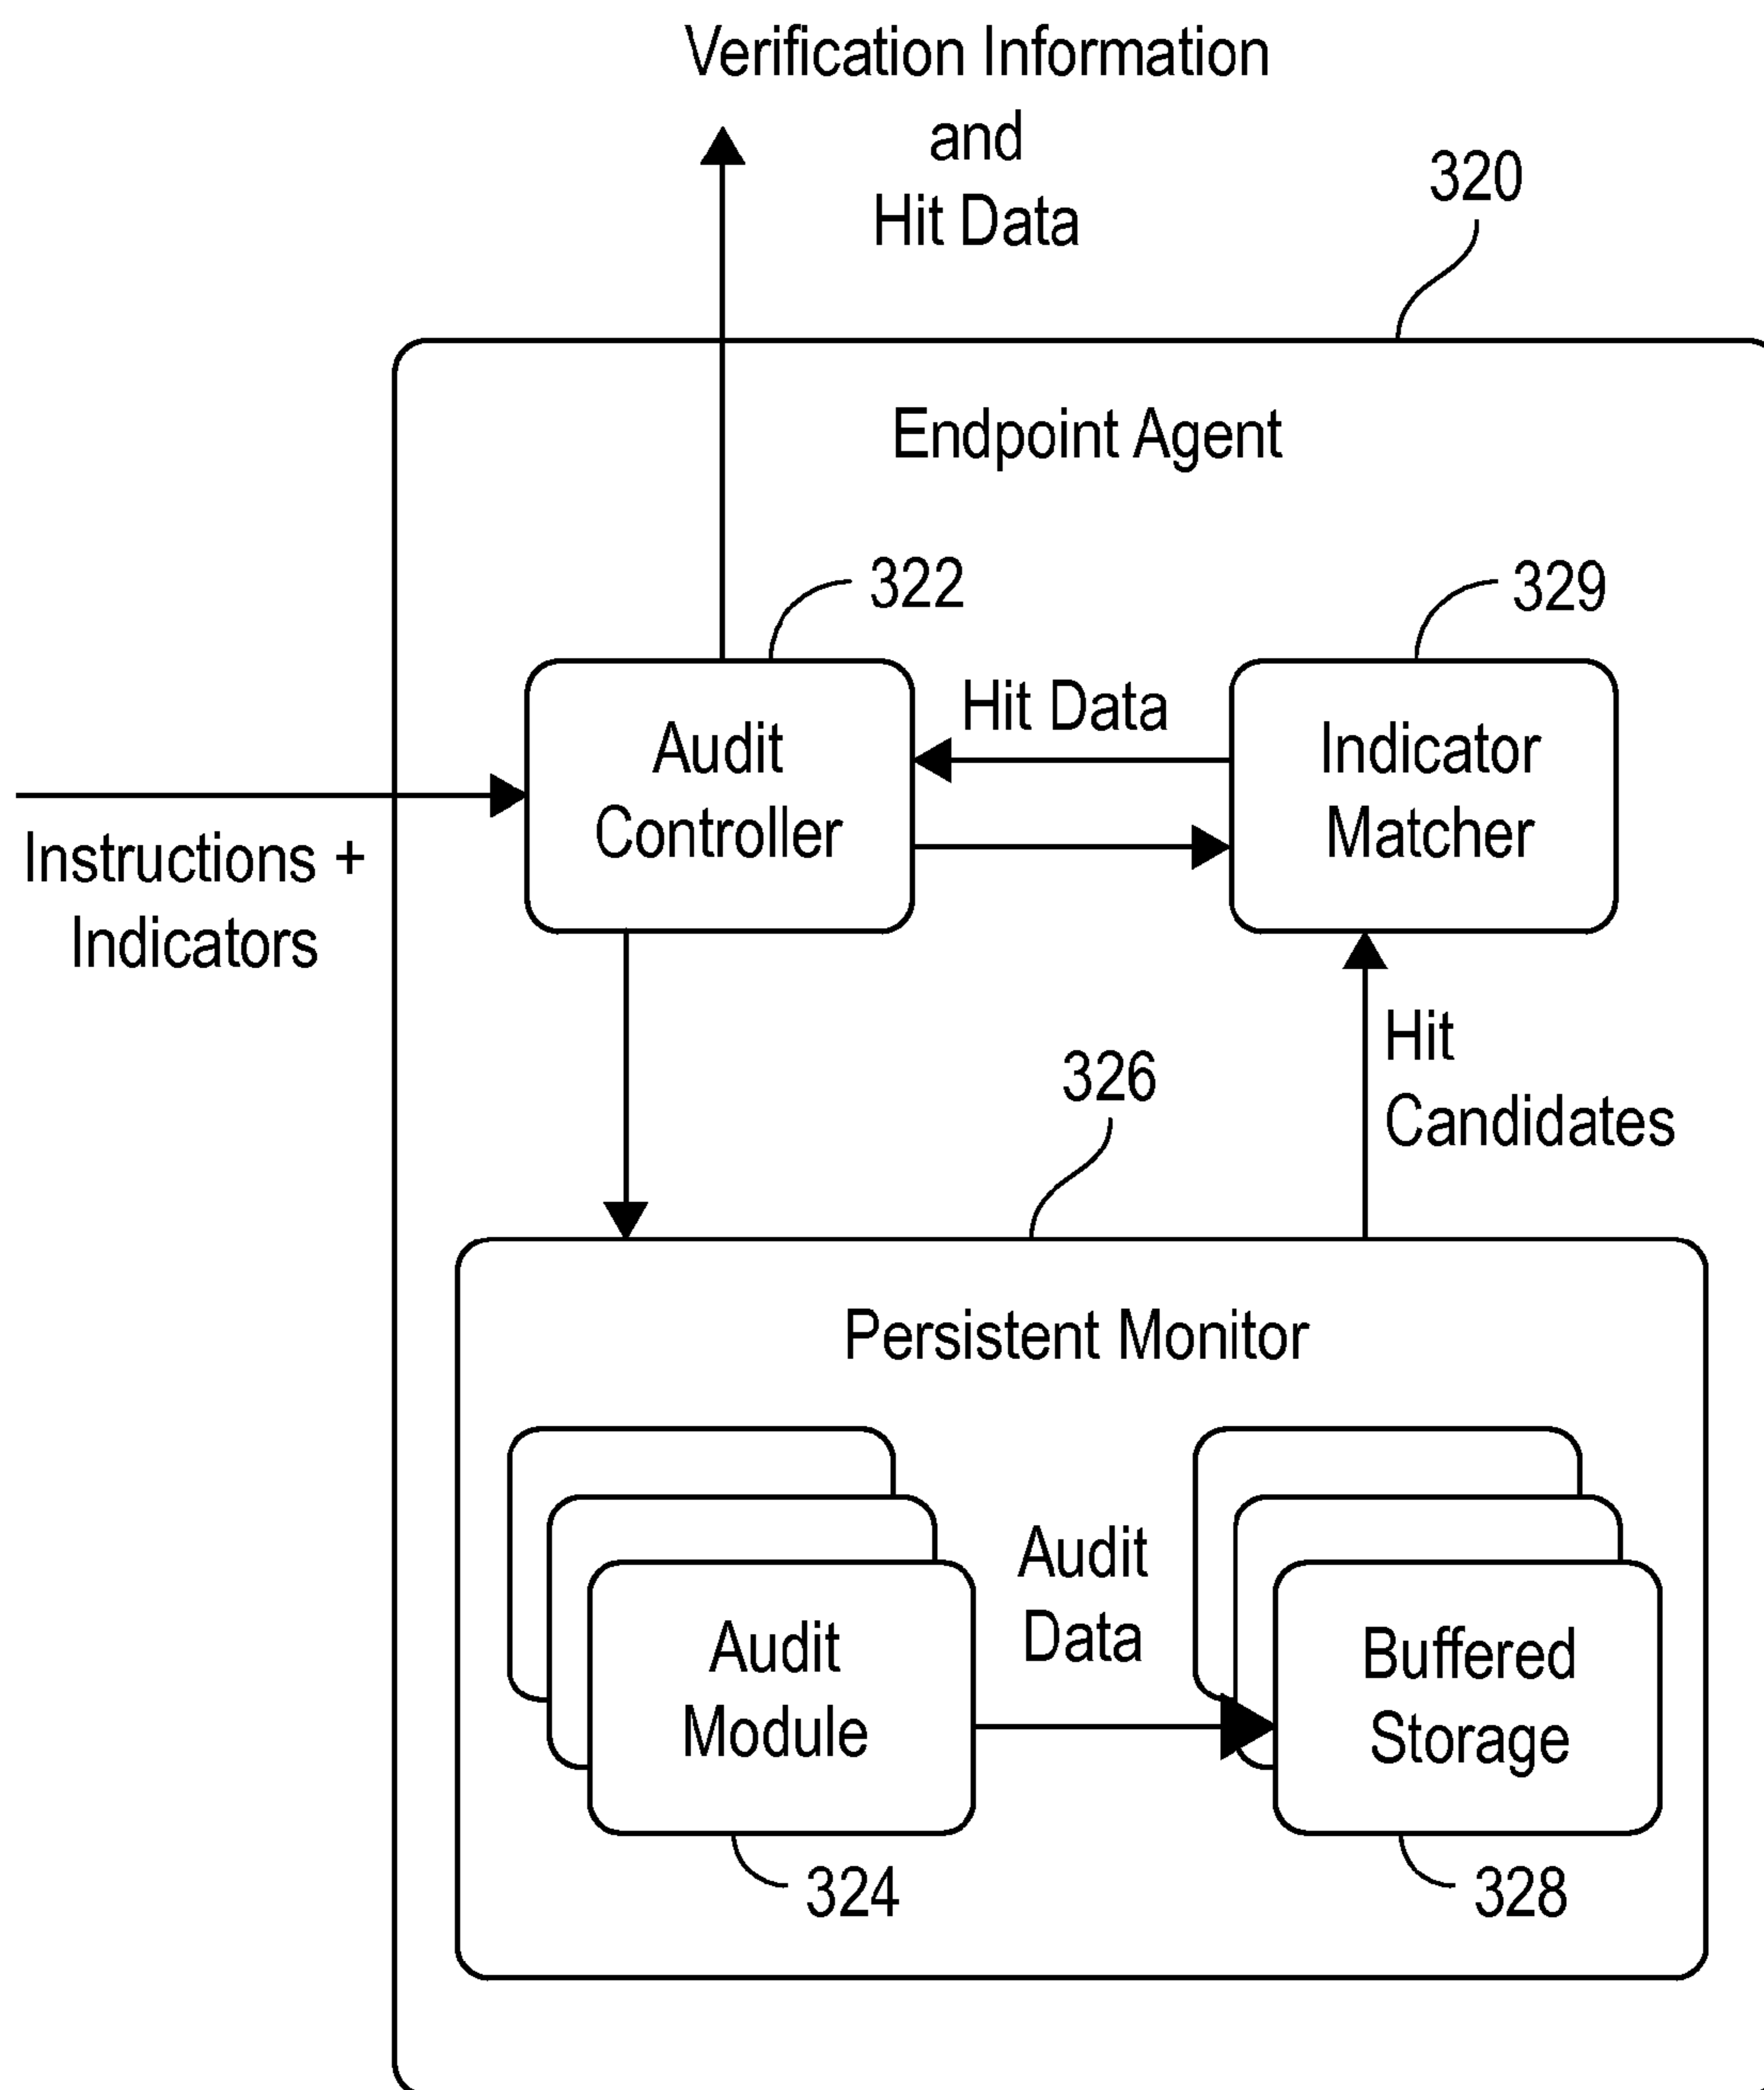 Verification Information
and
Hit Data
320
Endpoint Agent
322
329
Hit Data
Audit
Controller
Indicator
Matcher
Instructions +
Indicators
Hit
Candidates
326
Persistent Monitor
Audit
Data
Audit
Module
Buffered
Storage
324
328